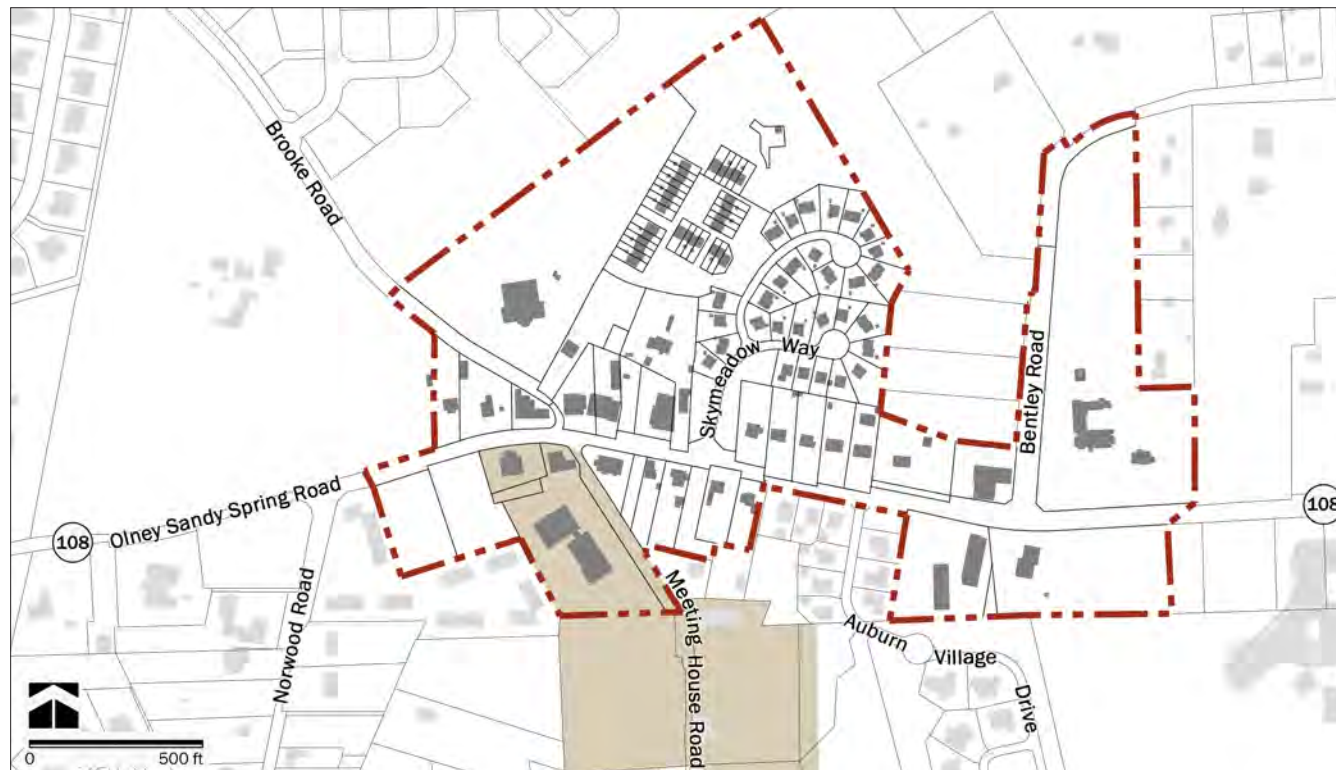 Brooke Road
Skymeadow Way
Bentley Road
108
Olney Sandy Spring Road
108
Norwood Road
Meeting House Road
Auburn Village Drive
0 500 ft